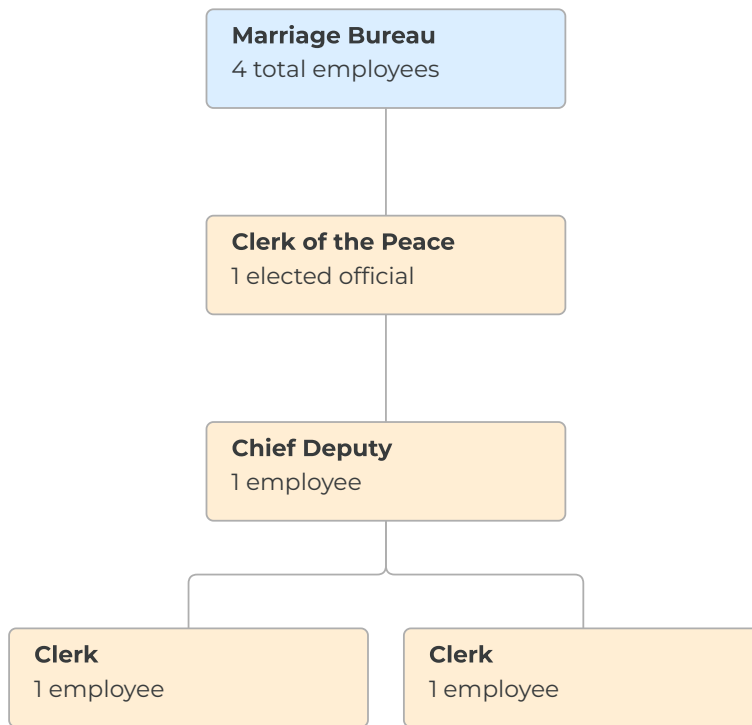 Marriage Bureau
4 total employees
Clerk of the Peace
1 elected official
Chief Deputy
1 employee
Clerk
1 employee
Clerk
1 employee